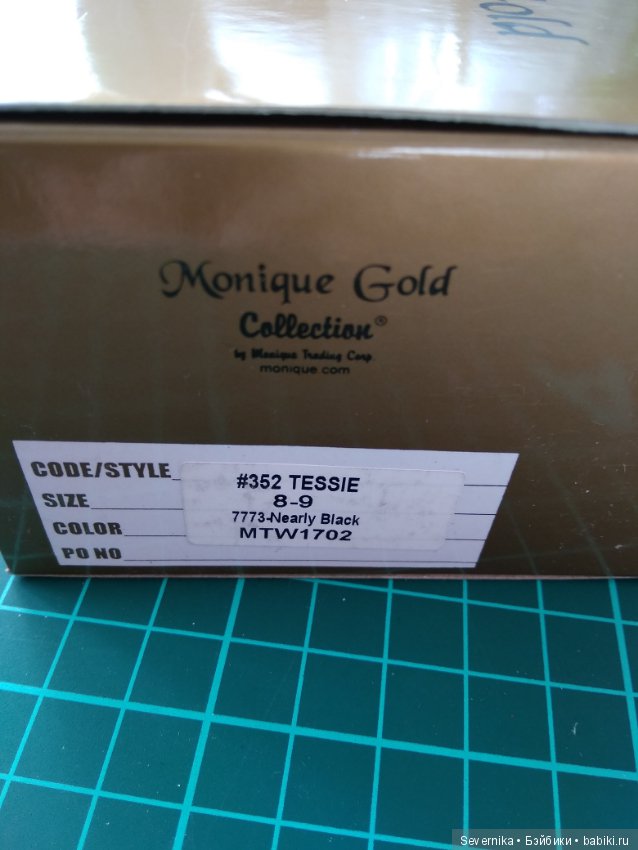 old
Monique Gold
Collection®
by Monique Trading Corp.
monique.com
CODE/STYLE #352 TESSIE
SIZE 8-9
COLOR 7773-Nearly Black
PO NO MTW1702
Severnika • Бэйбики • babiki.ru